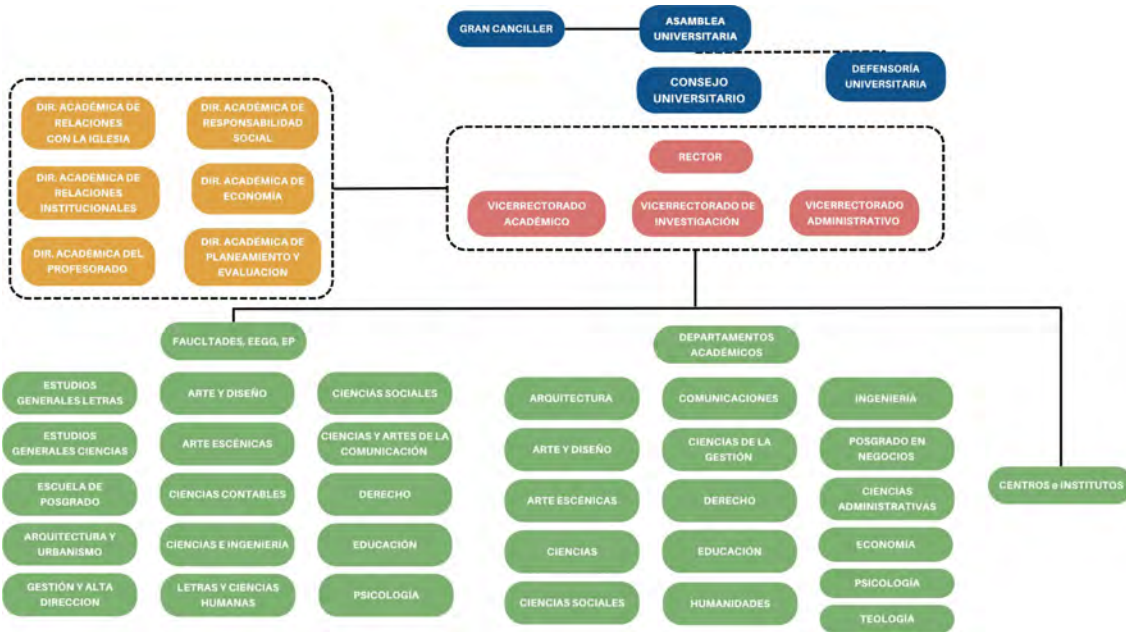 GRAN CANCILLER
ASAMBLEA
UNIVERSITARIA
DEFENSORÍA
UNIVERSITARIA
CONSEJO
UNIVERSITARIO
DIR. ACADÉMICA DE
RELACIONES
CON LA IGLESIA
DIR. ACADÉMICA DE
RESPONSABILIDAD
SOCIAL
DIR. ACADÉMICA DE
RELACIONES
INSTITUCIONALES
DIR. ACADÉMICA DE
ECONOMÍA
DIR. ACADÉMICA DEL
PROFESORADO
DIR. ACADÉMICA DE
PLANEAMIENTO Y
EVALUACION
RECTOR
VICERRECTORADO
ACADÉMICO
VICERRECTORADO DE
INVESTIGACIÓN
VICERRECTORADO
ADMINISTRATIVO
FAUCLTADES, EEGG, EP
ESTUDIOS
GENERALES LETRAS
ARTE Y DISEÑO
CIENCIAS SOCIALES
ESTUDIOS
GENERALES CIENCIAS
ARTE ESCÉNICAS
CIENCIAS Y ARTES DE LA
COMUNICACIÓN
ESCUELA DE
POSGRADO
CIENCIAS CONTABLES
DERECHO
ARQUITECTURA Y
URBANISMO
CIENCIAS E INGENIERÍA
EDUCACIÓN
GESTIÓN Y ALTA
DIRECCION
LETRAS Y CIENCIAS
HUMANAS
PSICOLOGÍA
DEPARTAMENTOS
ACADÉMICOS
ARQUITECTURA
COMUNICACIONES
INGENIERÍA
ARTE Y DISEÑO
CIENCIAS DE LA
GESTIÓN
POSGRADO EN
NEGOCIOS
ARTE ESCÉNICAS
DERECHO
CIENCIAS
ADMINISTRATIVAS
CIENCIAS
EDUCACIÓN
ECONOMÍA
CIENCIAS SOCIALES
HUMANIDADES
PSICOLOGÍA
TEOLOGÍA
CENTROS e INSTITUTOS